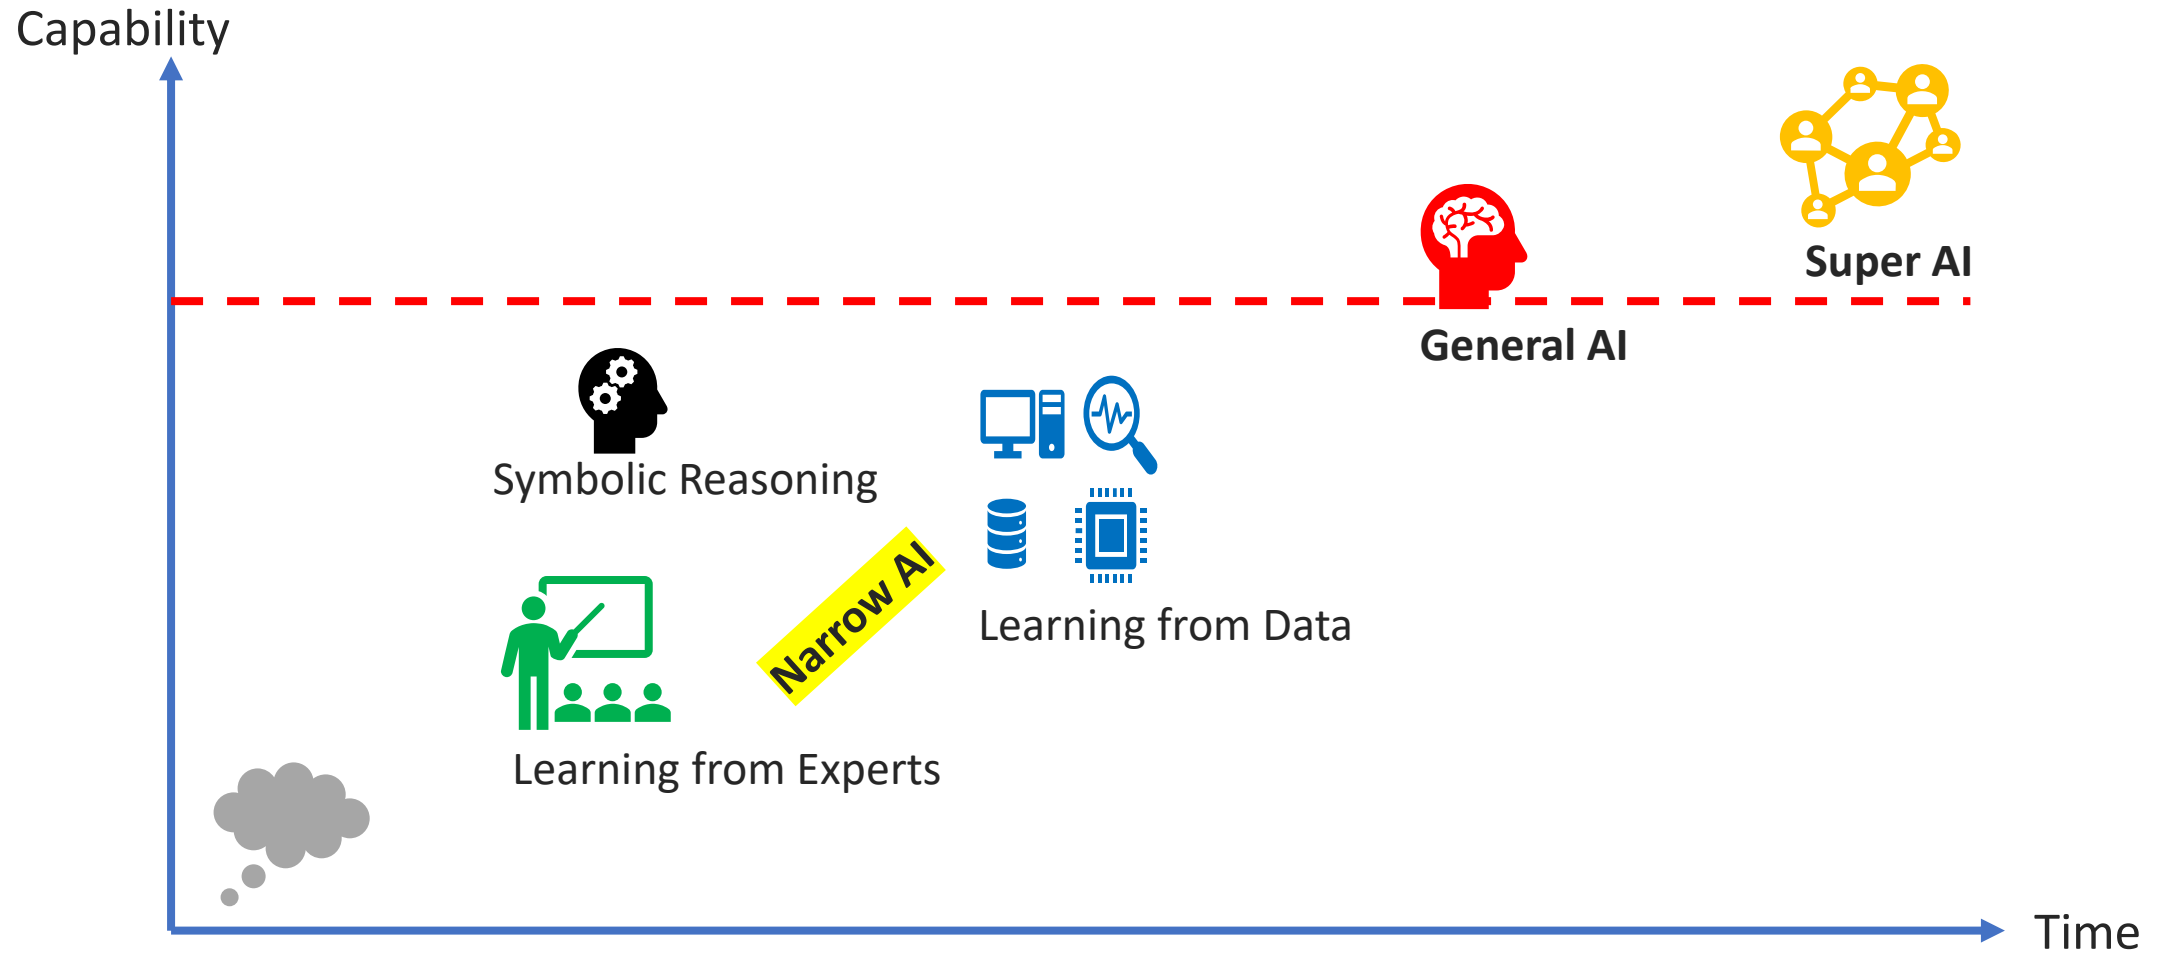 Capability
Super AI
General AI
Symbolic Reasoning
Narrow AI
Learning from Data
Learning from Experts
Time